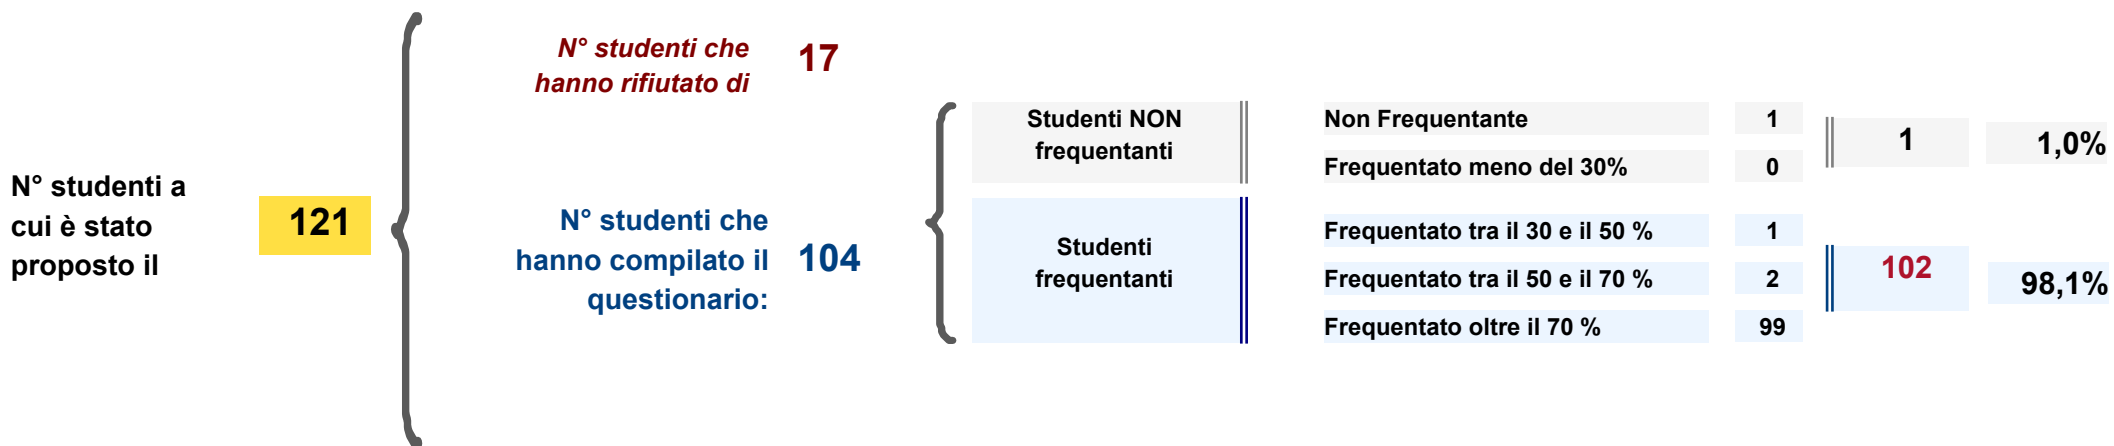 N° studenti a
cui è stato
proposto il
121
N° studenti che
hanno rifiutato di
17
N° studenti che
hanno compilato il
questionario:
104
Studenti NON
frequentanti
Non Frequentante
1
Frequentato meno del 30%
0
1
1,0%
Studenti
frequentanti
Frequentato tra il 30 e il 50 %
1
Frequentato tra il 50 e il 70 %
2
Frequentato oltre il 70 %
99
102
98,1%